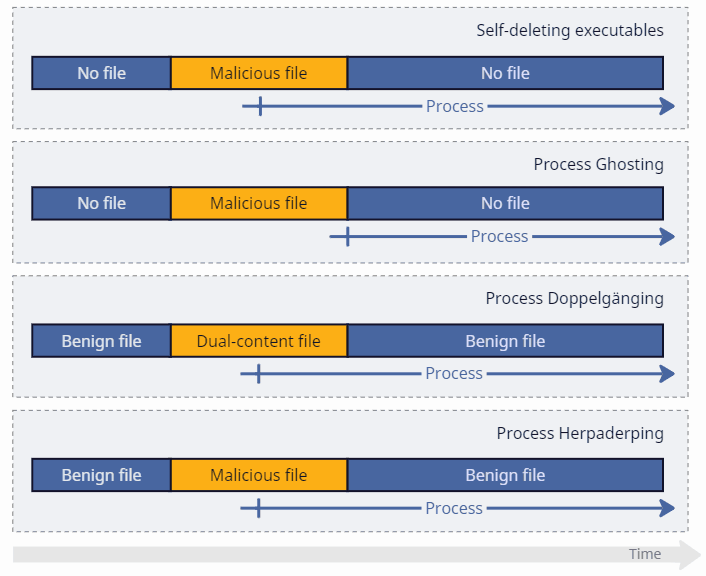 Self-deleting executables
No file Malicious file No file
Process
Process Ghosting
No file Malicious file No file
Process
Process Doppelgänging
Benign file Dual-content file Benign file
Process
Process Herpaderping
Benign file Malicious file Benign file
Process
Time